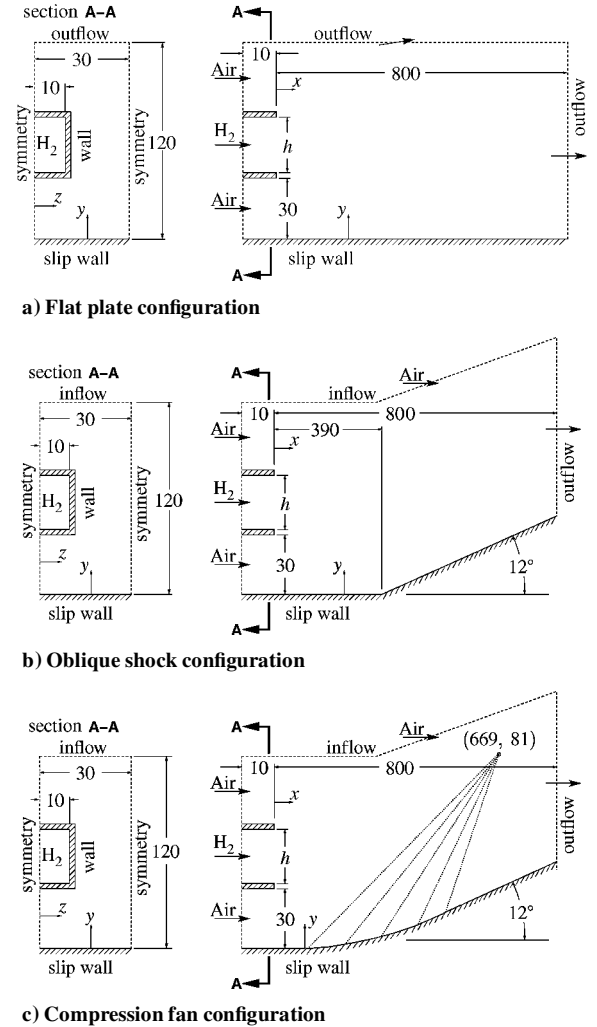 section A–A
outflow
30
10
symmetry
H2
wall
symmetry
120
z
y
slip wall
A
outflow
10
Air
x
800
H2
h
Air
30
y
outflow
A
slip wall
a) Flat plate configuration
section A–A
inflow
30
10
symmetry
H2
wall
symmetry
120
z
y
slip wall
A
inflow
Air
10
800
Air
390
x
H2
h
Air
30
y
outflow
12°
A
slip wall
b) Oblique shock configuration
section A–A
inflow
30
10
symmetry
H2
wall
symmetry
120
z
y
slip wall
A
inflow
Air
(669, 81)
10
800
Air
x
H2
h
Air
30
y
outflow
12°
A
slip wall
c) Compression fan configuration